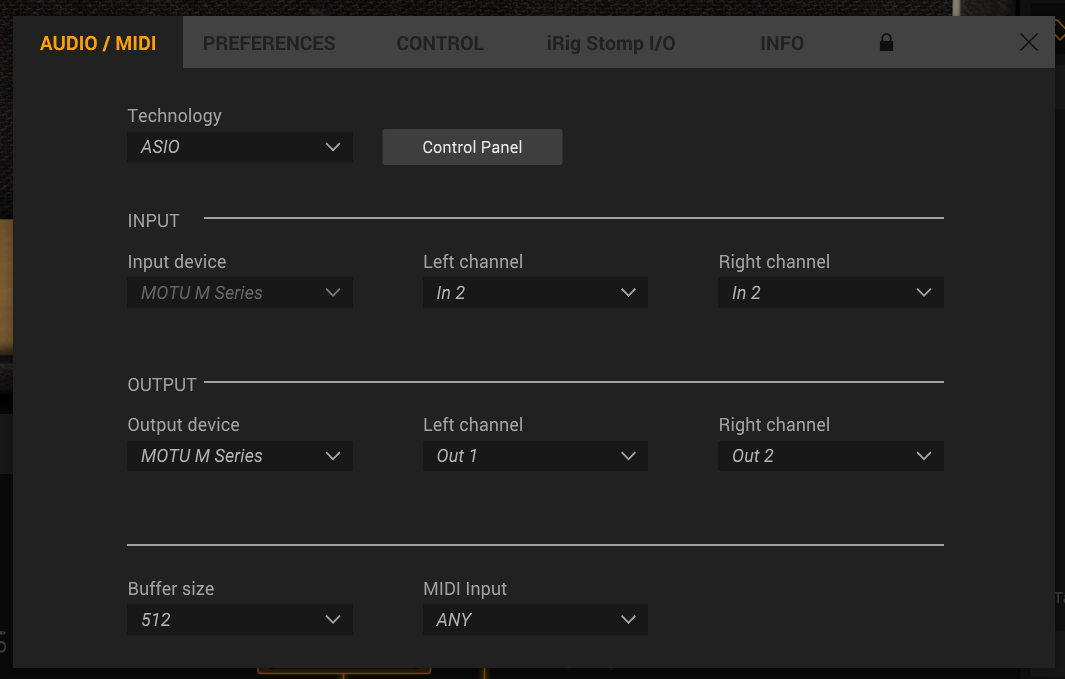 AUDIO / MIDI PREFERENCES CONTROL iRig Stomp I/O INFO
Technology
ASIO Control Panel
INPUT
Input device Left channel Right channel
MOTU M Series In 2 In 2
OUTPUT
Output device Left channel Right channel
MOTU M Series Out 1 Out 2
Buffer size MIDI Input
512 ANY